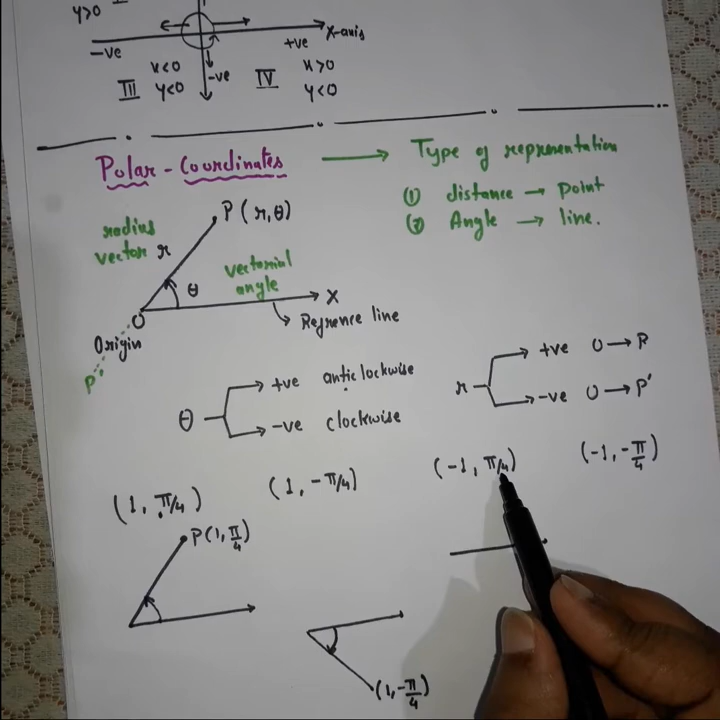 y>0
X-axis
-ve +ve
x<0 -ve x>0
III y<0 IV y<0
Polar-Coordinates → Type of representation
① distance → point
② Angle → line.
P(r,θ)
radius
vector r
vectorial
angle
θ
X
O
Refrence line
Origin
P'
θ +ve anticlockwise
-ve clockwise
r +ve O → P
-ve O → P'
(1, π/4) (1, -π/4) (-1, π/4) (-1, -π/4)
P(1, π/4)
(1, -π/4)